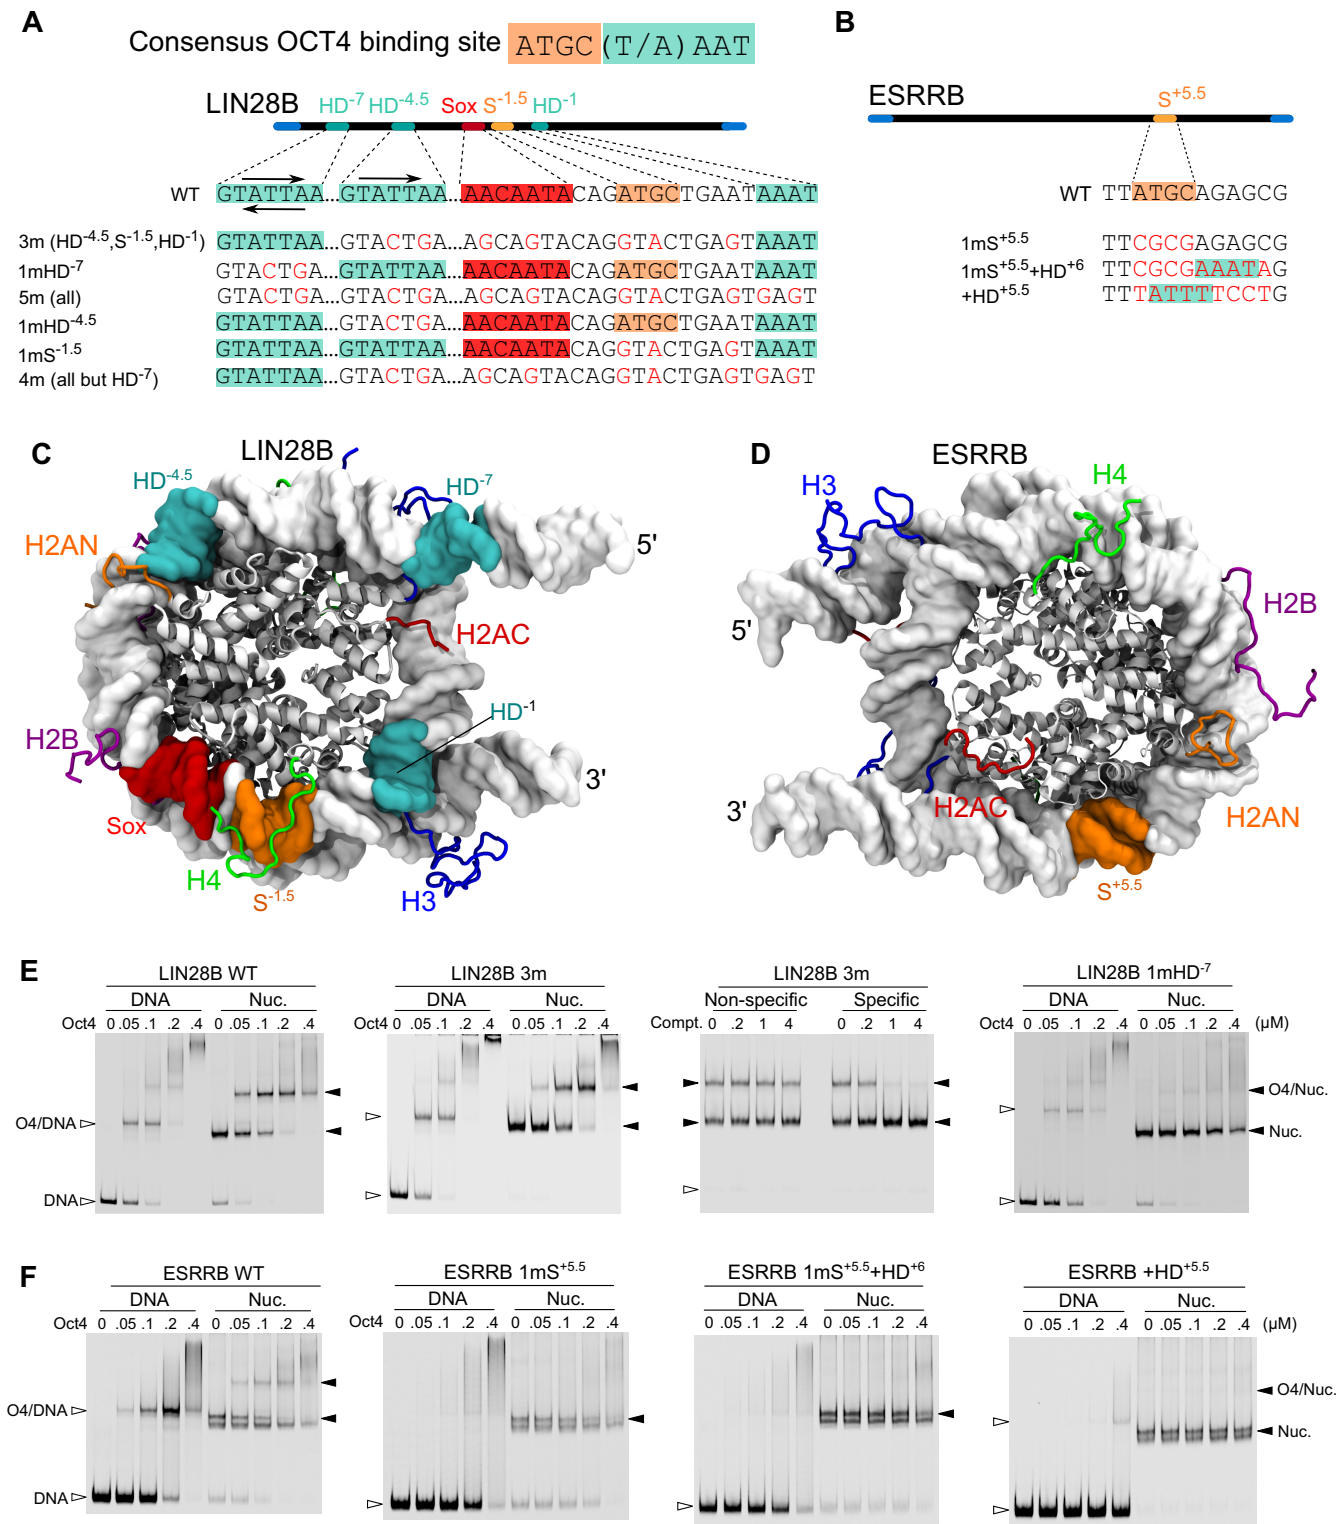 A
Consensus OCT4 binding site ATGC(T/A)AAT
LIN28B HD-7 HD-4.5 Sox S-1.5 HD-1
WT GTATTAA...GTATTAA...AACAATACAGATGCTGAATAAAT
3m (HD-4.5,S-1.5,HD-1) GTATTAA...GTACTGA...AGCAGTACAGGTACTGAGTAAAT
1mHD-7 GTACTGA...GTATTAA...AACAATACAGATGCTGAATAAAT
5m (all) GTACTGA...GTACTGA...AGCAGTACAGGTACTGAGTGAGT
1mHD-4.5 GTATTAA...GTACTGA...AACAATACAGATGCTGAATAAAT
1mS-1.5 GTATTAA...GTATTAA...AACAATACAGGTACTGAGTAAAT
4m (all but HD-7) GTATTAA...GTACTGA...AGCAGTACAGGTACTGAGTGAGT
B
ESRRB S+5.5
WT TTATGCAGAGCG
1mS+5.5 TTCGCGAGAGCG
1mS+5.5+HD+6 TTCGCGAAATAG
+HD+5.5 TTTATTTTCCTG
C
LIN28B
HD-4.5
HD-7
H2AN
5'
H2AC
HD-1
H2B
3'
Sox
H4
S-1.5
H3
D
ESRRB
H3
H4
H2B
5'
H2AC
3'
H2AN
S+5.5
E
LIN28B WT
DNA Nuc.
Oct4 0 .05 .1 .2 .4 0 .05 .1 .2 .4
O4/DNA
DNA
LIN28B 3m
DNA Nuc.
0 .05 .1 .2 .4 0 .05 .1 .2 .4
LIN28B 3m
Non-specific Specific
Compt. 0 .2 1 4 0 .2 1 4
LIN28B 1mHD-7
DNA Nuc.
Oct4 0 .05 .1 .2 .4 0 .05 .1 .2 .4 (µM)
O4/Nuc.
Nuc.
F
ESRRB WT
DNA Nuc.
Oct4 0 .05 .1 .2 .4 0 .05 .1 .2 .4
O4/DNA
DNA
ESRRB 1mS+5.5
DNA Nuc.
Oct4 0 .05 .1 .2 .4 0 .05 .1 .2 .4
ESRRB 1mS+5.5+HD+6
DNA Nuc.
0 .05 .1 .2 .4 0 .05 .1 .2 .4
ESRRB +HD+5.5
DNA Nuc.
0 .05 .1 .2 .4 0 .05 .1 .2 .4 (µM)
O4/Nuc.
Nuc.